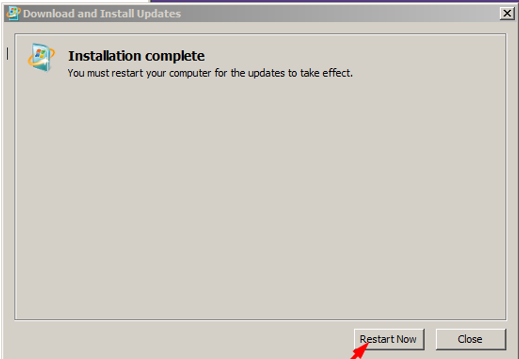 Download and Install Updates
Installation complete
You must restart your computer for the updates to take effect.
Restart Now
Close